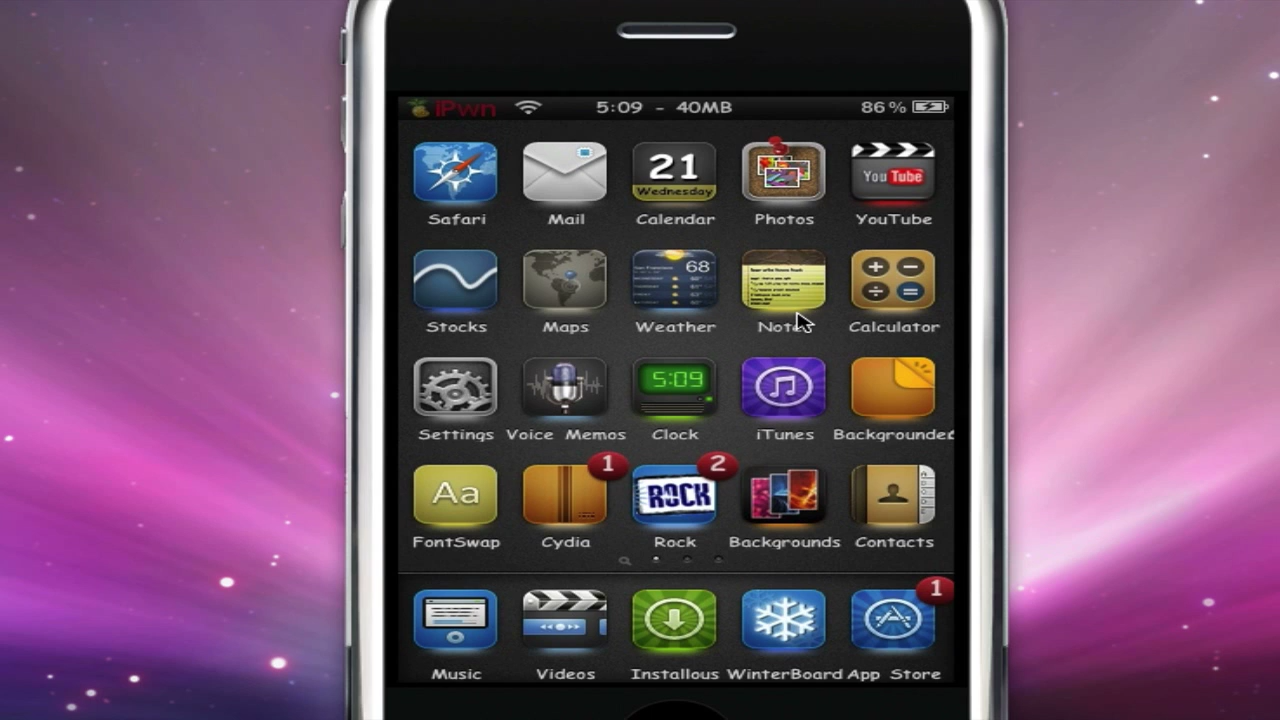 iPwn 5:09 - 40MB 86%
21
Wednesday
You Tube
Safari Mail Calendar Photos YouTube
68°
Stocks Maps Weather Notes Calculator
5:09
Settings Voice Memos Clock iTunes Backgrounde
1 2
Aa ROCK
FontSwap Cydia Rock Backgrounds Contacts
1
Music Videos Installous WinterBoard App Store